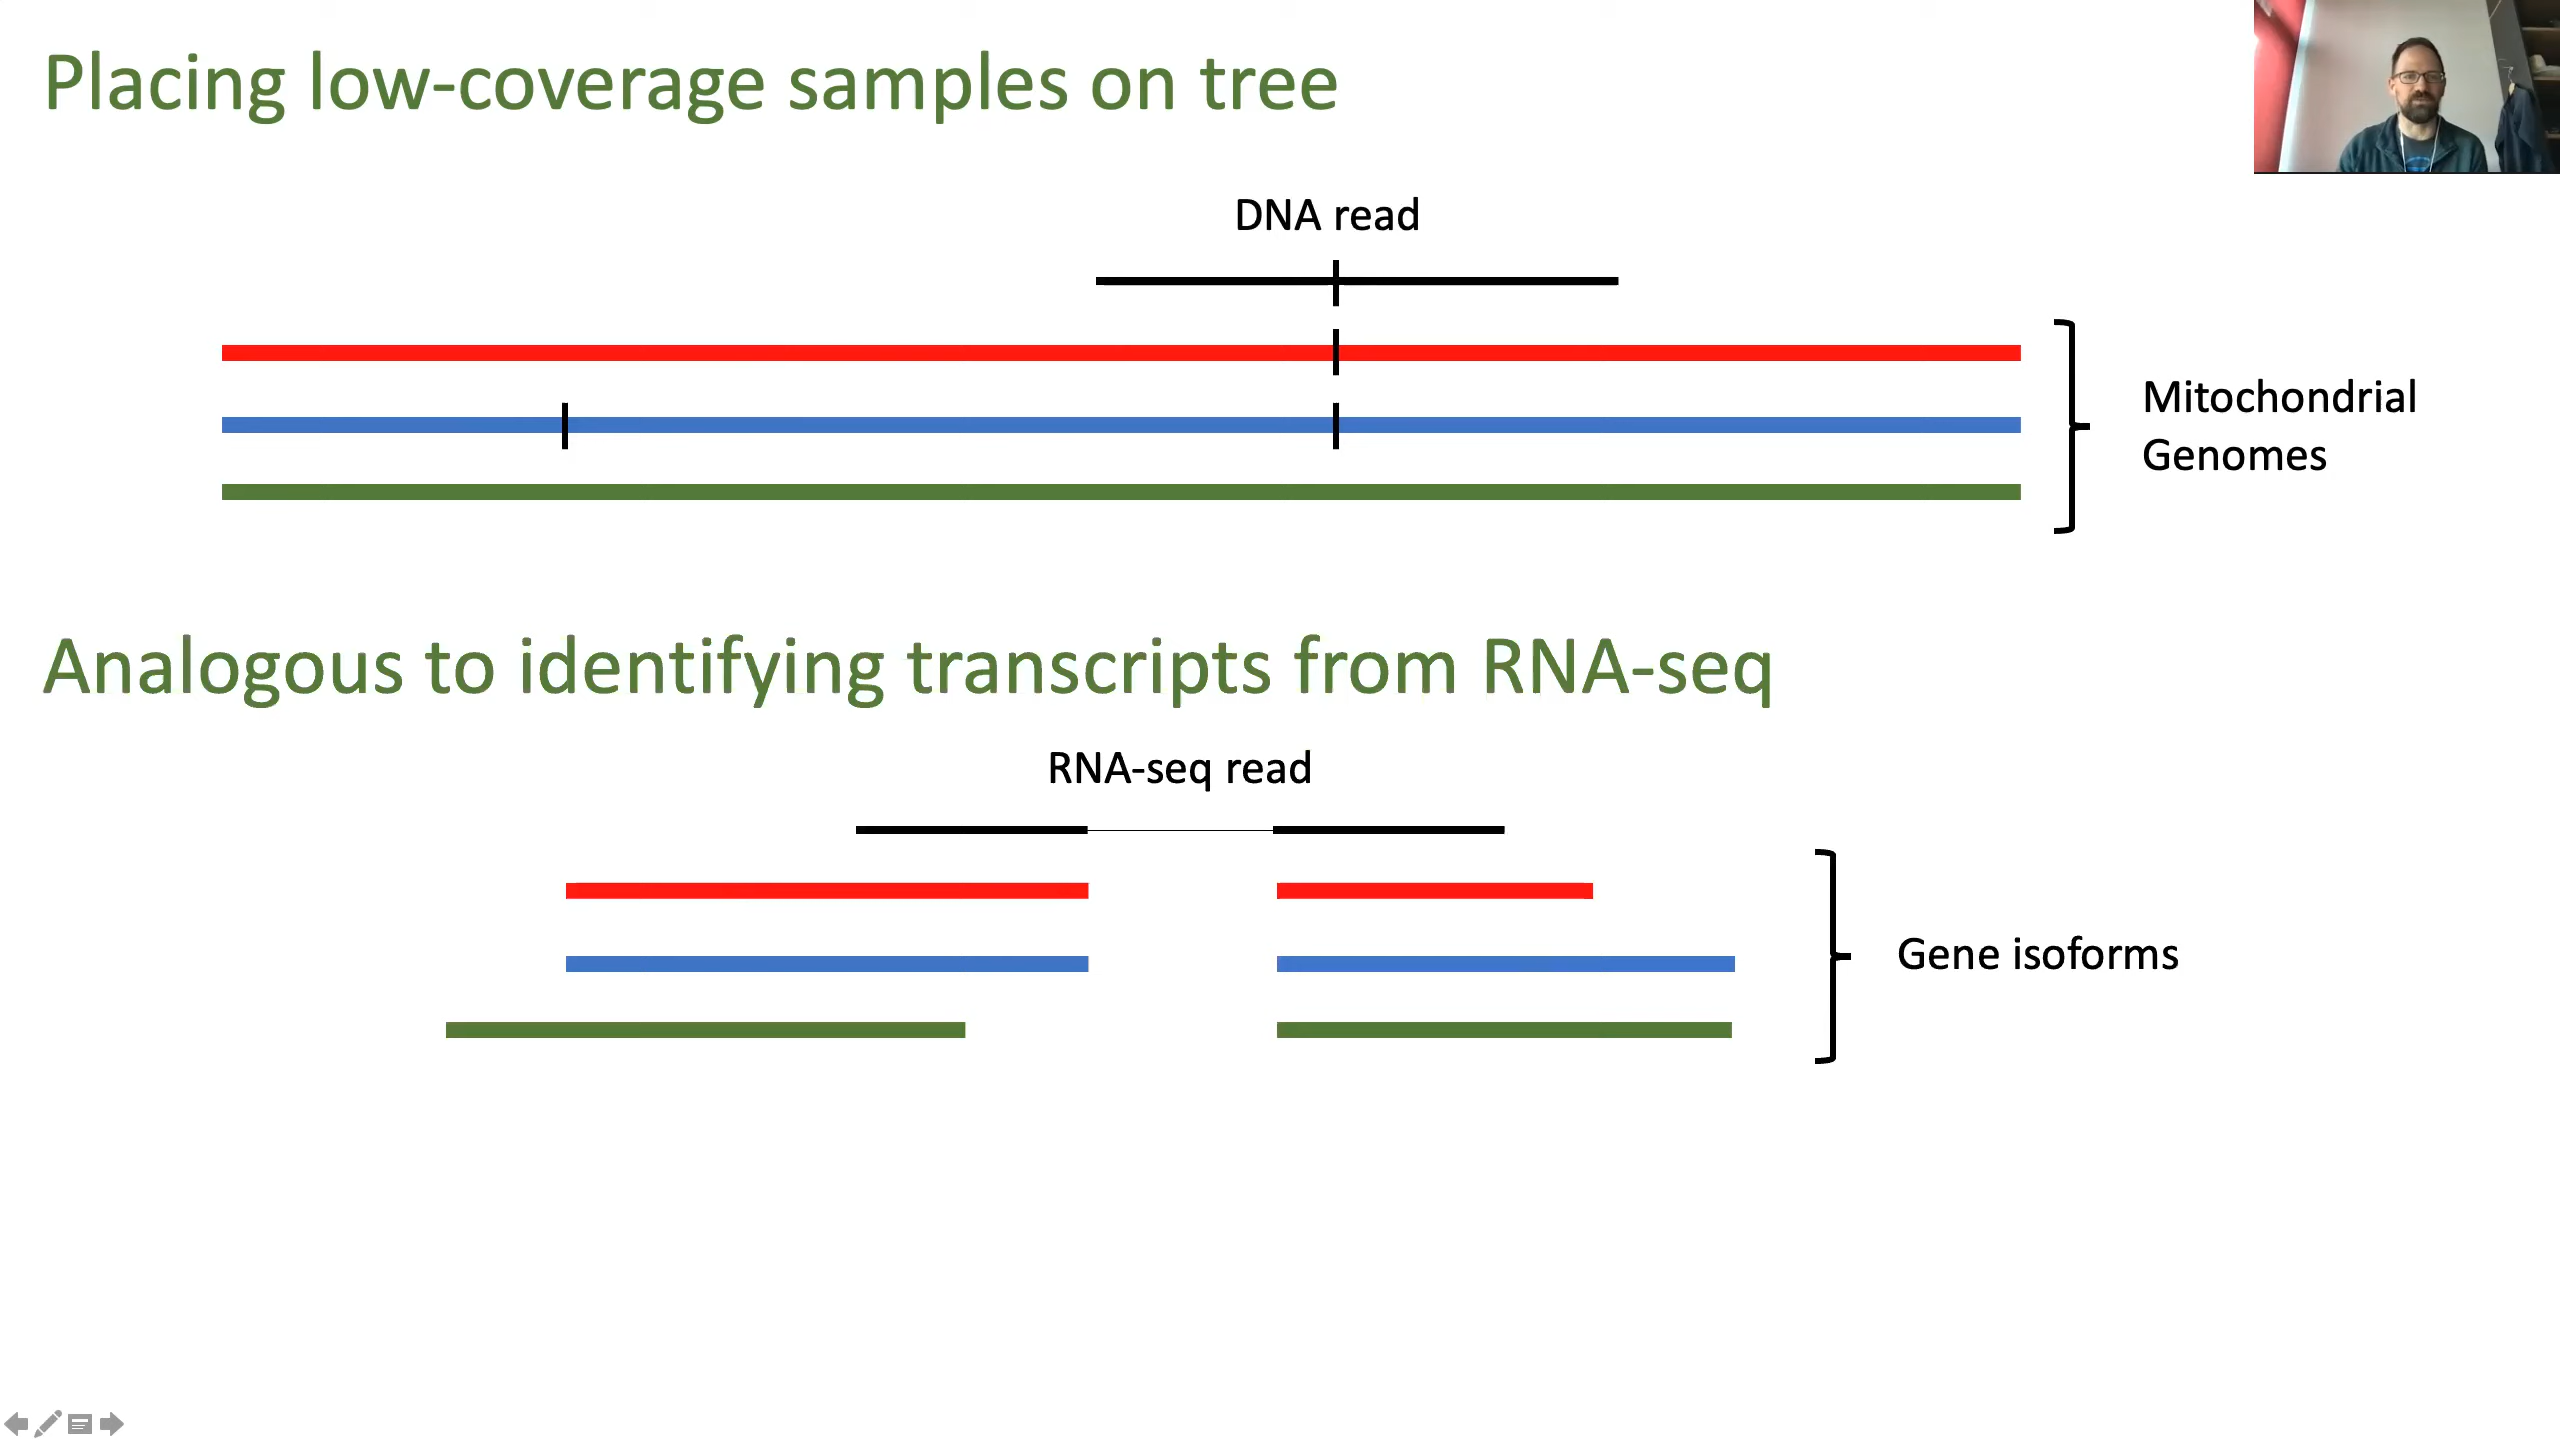 Placing low-coverage samples on tree
DNA read
Mitochondrial
Genomes
Analogous to identifying transcripts from RNA-seq
RNA-seq read
Gene isoforms